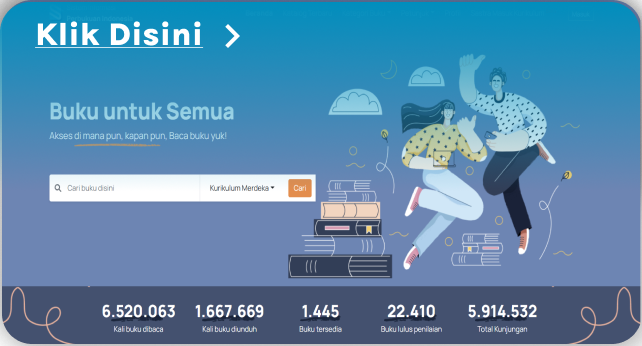 Klik Disini
Buku untuk Semua
Akses di mana pun, kapan pun, Baca buku yuk!
Cari buku disini
Kurikulum Merdeka
Cari
6.520.063 1.667.669 1.445 22.410 5.914.532
Kali buku dibaca Kali buku diunduh Buku tersedia Buku lulus penilaian Total Kunjungan